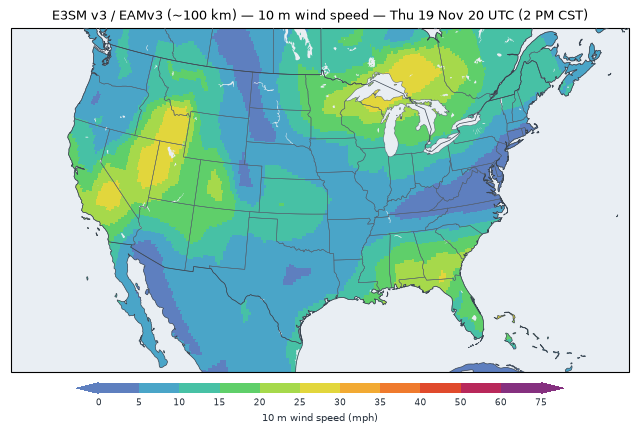 E3SM v3 / EAMv3 (~100 km) — 10 m wind speed — Thu 19 Nov 20 UTC (2 PM CST)
0 5 10 15 20 25 30 35 40 50 60 75
10 m wind speed (mph)